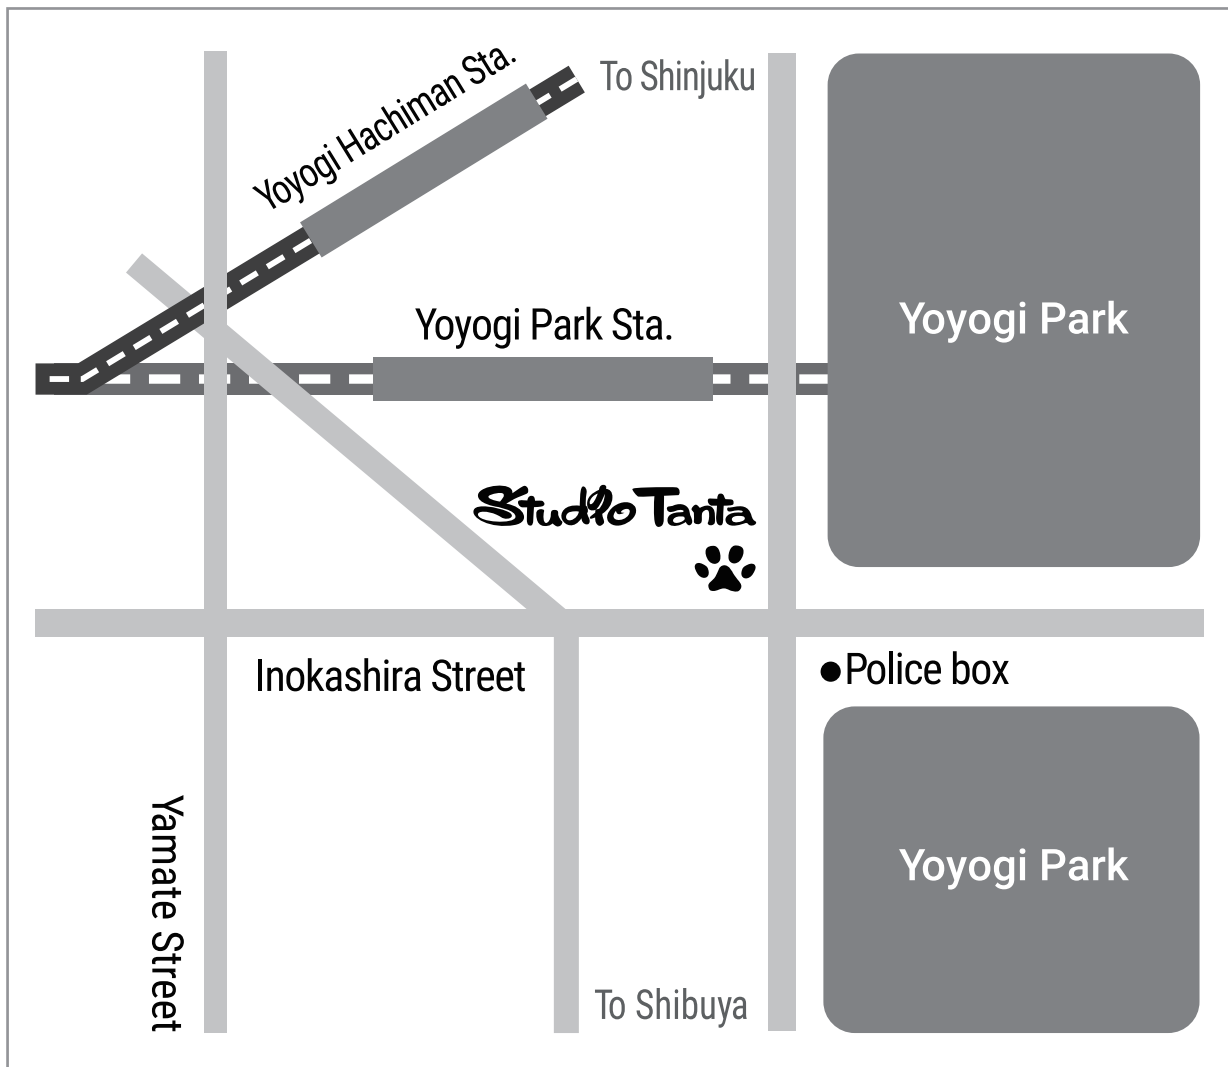 Yoyogi Hachiman Sta.
To Shinjuku
Yoyogi Park Sta.
Yoyogi Park
Studio Tanta
Inokashira Street
Police box
Yoyogi Park
Yamate Street
To Shibuya